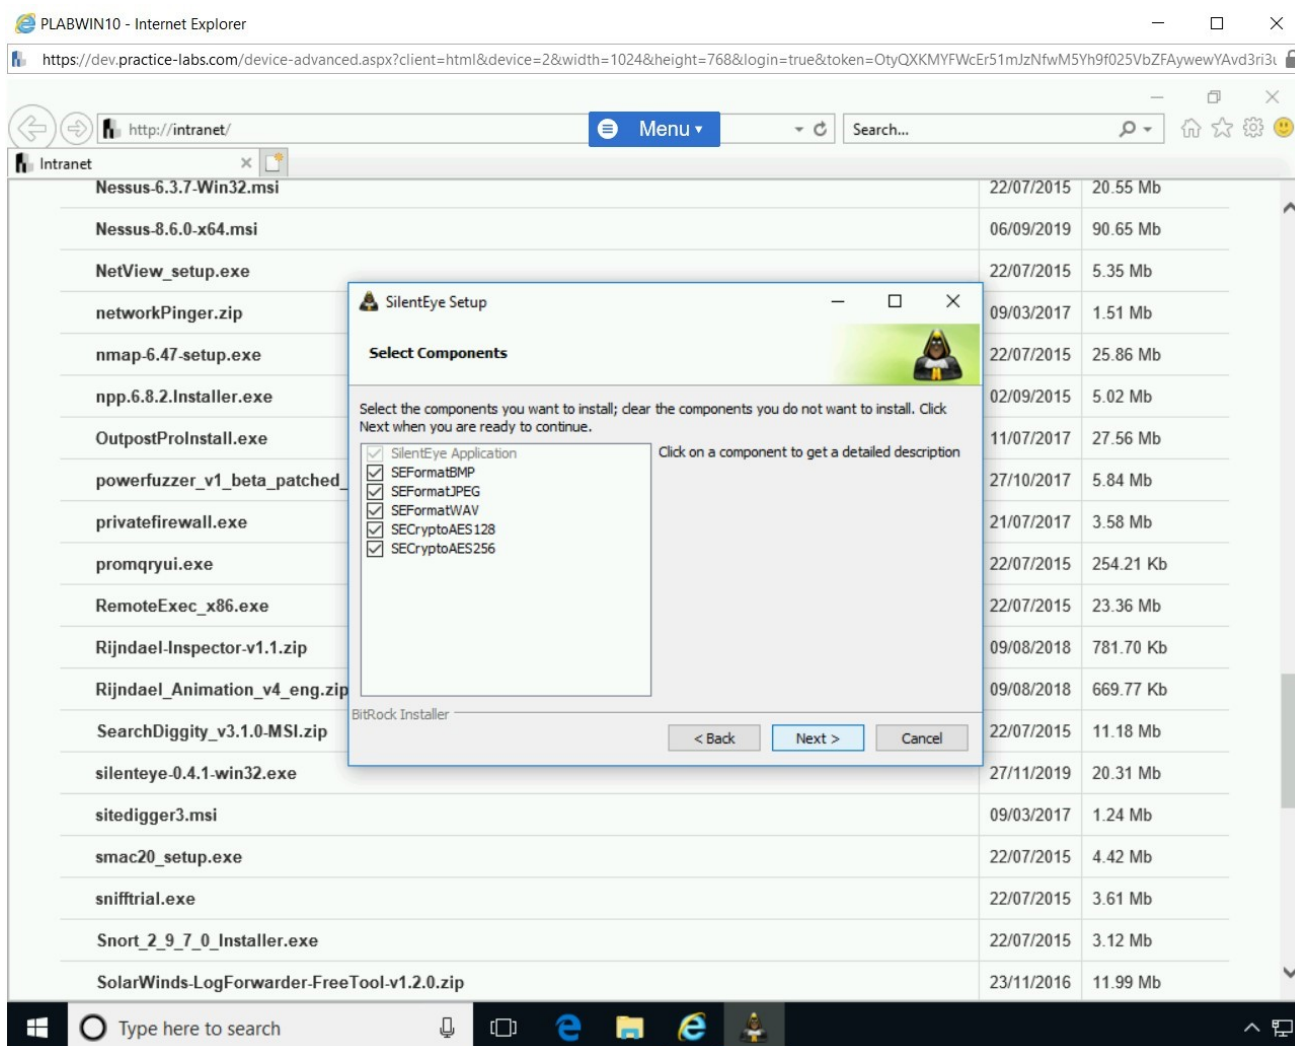 PLABWIN10 - Internet Explorer
https://dev.practice-labs.com/device-advanced.aspx?client=html&device=2&width=1024&height=768&login=true&token=OtyQXKMYFWcEr51mJzNfwM5Yh9f025VbZFAywewYAvd3ri3u
http://intranet/
Menu
Search...
Intranet
Nessus-6.3.7-Win32.msi 22/07/2015 20.55 Mb
Nessus-8.6.0-x64.msi 06/09/2019 90.65 Mb
NetView_setup.exe 22/07/2015 5.35 Mb
networkPinger.zip 09/03/2017 1.51 Mb
nmap-6.47-setup.exe 22/07/2015 25.86 Mb
npp.6.8.2.Installer.exe 02/09/2015 5.02 Mb
OutpostProInstall.exe 11/07/2017 27.56 Mb
powerfuzzer_v1_beta_patched_ 27/10/2017 5.84 Mb
privatefirewall.exe 21/07/2017 3.58 Mb
promqryui.exe 22/07/2015 254.21 Kb
RemoteExec_x86.exe 22/07/2015 23.36 Mb
Rijndael-Inspector-v1.1.zip 09/08/2018 781.70 Kb
Rijndael_Animation_v4_eng.zip 09/08/2018 669.77 Kb
SearchDiggity_v3.1.0-MSI.zip 22/07/2015 11.18 Mb
silenteye-0.4.1-win32.exe 27/11/2019 20.31 Mb
sitedigger3.msi 09/03/2017 1.24 Mb
smac20_setup.exe 22/07/2015 4.42 Mb
snifftrial.exe 22/07/2015 3.61 Mb
Snort_2_9_7_0_Installer.exe 22/07/2015 3.12 Mb
SolarWinds-LogForwarder-FreeTool-v1.2.0.zip 23/11/2016 11.99 Mb
SilentEye Setup
Select Components
Select the components you want to install; clear the components you do not want to install. Click
Next when you are ready to continue.
SilentEye Application
SEFormatBMP
SEFormatJPEG
SEFormatWAV
SECryptoAES128
SECryptoAES256
Click on a component to get a detailed description
BitRock Installer
< Back
Next >
Cancel
Type here to search